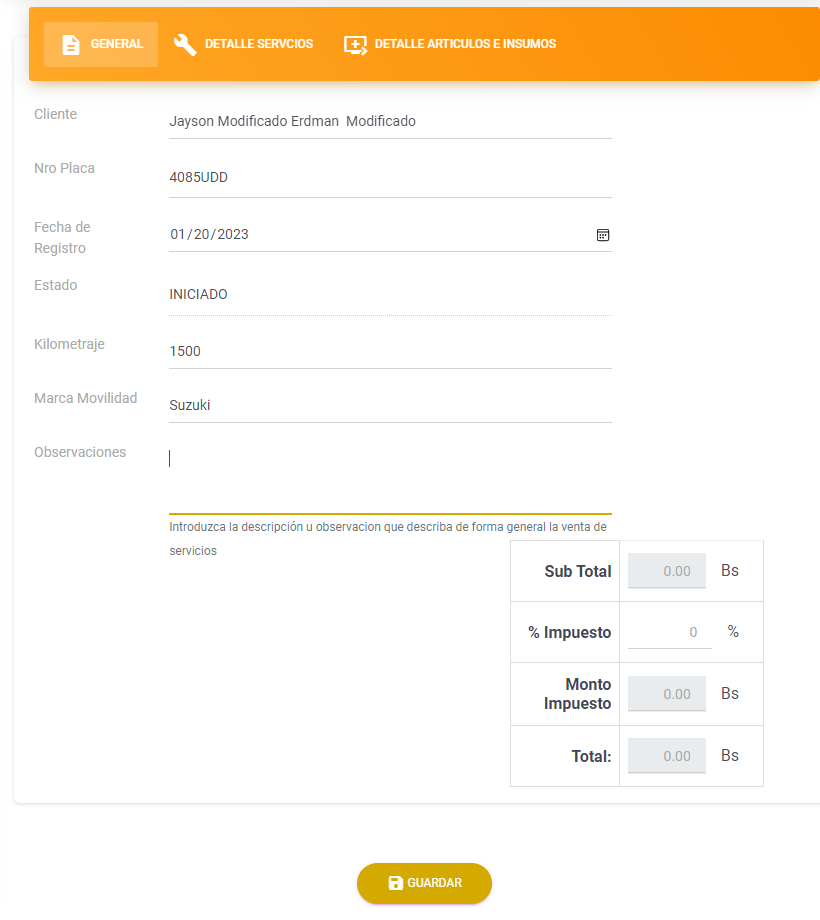 GENERAL
DETALLE SERVCIOS
DETALLE ARTICULOS E INSUMOS
Cliente
Jayson Modificado Erdman  Modificado
Nro Placa
4085UDD
Fecha de
Registro
01/20/2023
Estado
INICIADO
Kilometraje
1500
Marca Movilidad
Suzuki
Observaciones
Introduzca la descripción u observacion que describa de forma general la venta de
servicios
Sub Total
0.00
Bs
% Impuesto
0
%
Monto
Impuesto
0.00
Bs
Total:
0.00
Bs
GUARDAR